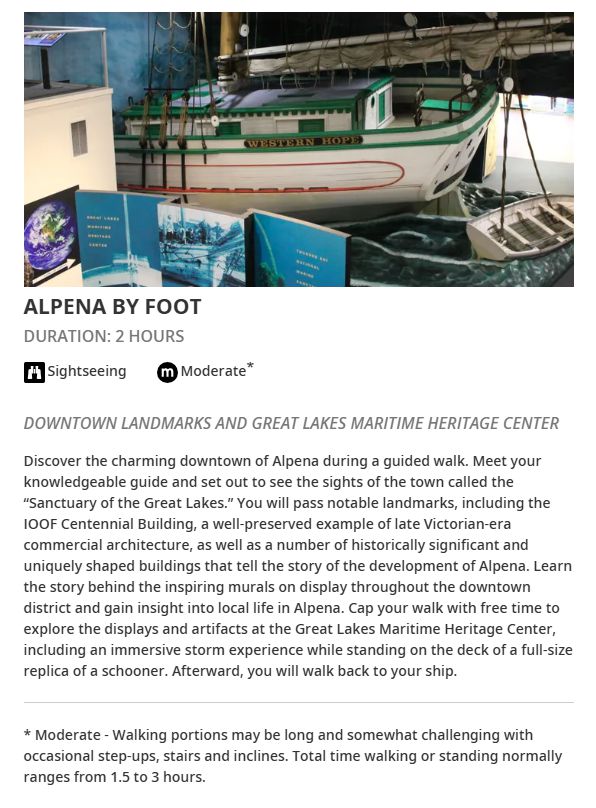 WESTERN HOPE
GREAT LAKES
MARITIME
HERITAGE
CENTER
THUNDER BAY
NATIONAL
MARINE
ALPENA BY FOOT
DURATION: 2 HOURS
Sightseeing
m Moderate*
DOWNTOWN LANDMARKS AND GREAT LAKES MARITIME HERITAGE CENTER
Discover the charming downtown of Alpena during a guided walk. Meet your
knowledgeable guide and set out to see the sights of the town called the
“Sanctuary of the Great Lakes.” You will pass notable landmarks, including the
IOOF Centennial Building, a well-preserved example of late Victorian-era
commercial architecture, as well as a number of historically significant and
uniquely shaped buildings that tell the story of the development of Alpena. Learn
the story behind the inspiring murals on display throughout the downtown
district and gain insight into local life in Alpena. Cap your walk with free time to
explore the displays and artifacts at the Great Lakes Maritime Heritage Center,
including an immersive storm experience while standing on the deck of a full-size
replica of a schooner. Afterward, you will walk back to your ship.
* Moderate - Walking portions may be long and somewhat challenging with
occasional step-ups, stairs and inclines. Total time walking or standing normally
ranges from 1.5 to 3 hours.